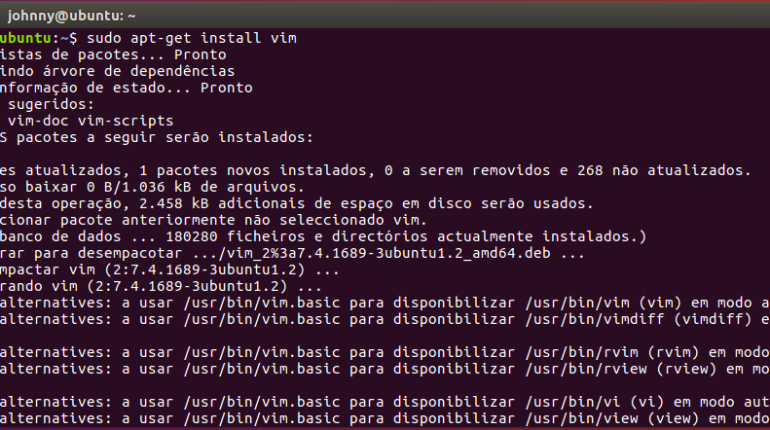 johnny@ubuntu: ~
ubuntu:~$ sudo apt-get install vim
istas de pacotes... Pronto
indo árvore de dependências
nformação de estado... Pronto
sugeridos:
vim-doc vim-scripts
S pacotes a seguir serão instalados:
es atualizados, 1 pacotes novos instalados, 0 a serem removidos e 268 não atualizados.
so baixar 0 B/1.036 kB de arquivos.
desta operação, 2.458 kB adicionais de espaço em disco serão usados.
cionar pacote anteriormente não seleccionado vim.
banco de dados ... 180280 ficheiros e directórios actualmente instalados.)
rar para desempacotar .../vim_2%3a7.4.1689-3ubuntu1.2_amd64.deb ...
mpactar vim (2:7.4.1689-3ubuntu1.2) ...
rando vim (2:7.4.1689-3ubuntu1.2) ...
alternatives: a usar /usr/bin/vim.basic para disponibilizar /usr/bin/vim (vim) em modo a
alternatives: a usar /usr/bin/vim.basic para disponibilizar /usr/bin/vimdiff (vimdiff) e
alternatives: a usar /usr/bin/vim.basic para disponibilizar /usr/bin/rvim (rvim) em modo
alternatives: a usar /usr/bin/vim.basic para disponibilizar /usr/bin/rview (rview) em mo
alternatives: a usar /usr/bin/vim.basic para disponibilizar /usr/bin/vi (vi) em modo aut
alternatives: a usar /usr/bin/vim.basic para disponibilizar /usr/bin/view (view) em modo